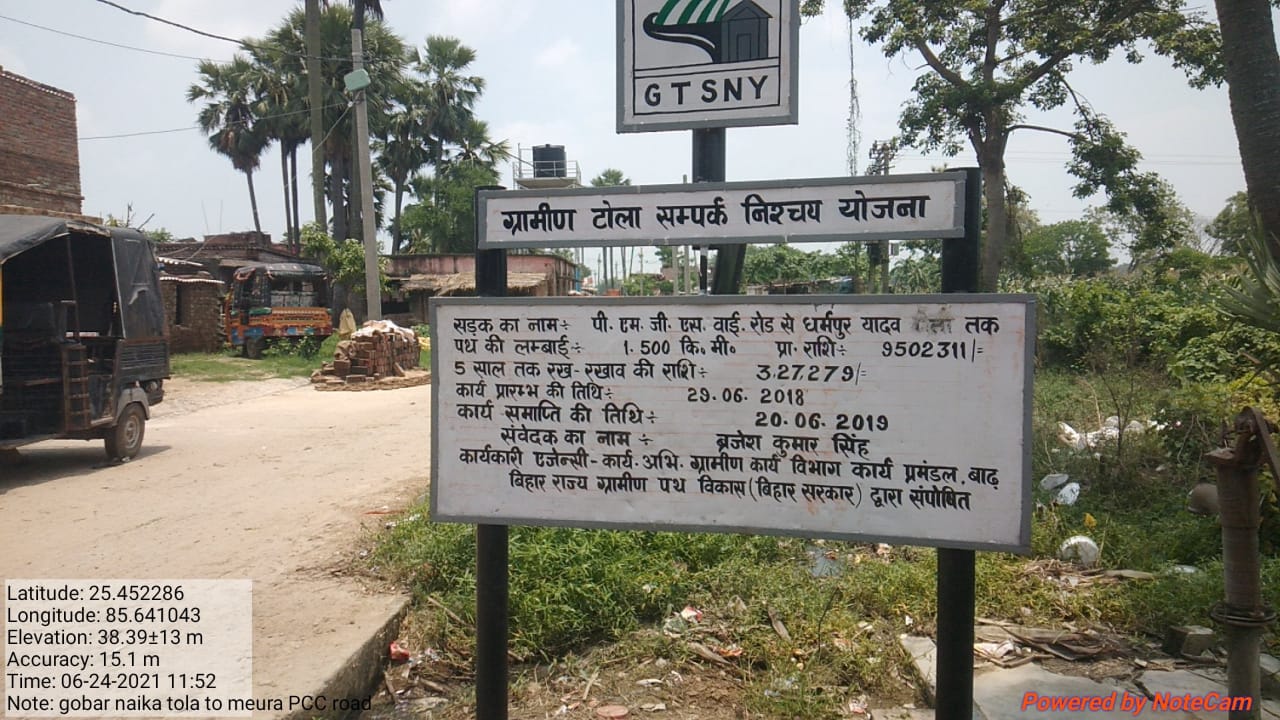 GTSNY
ग्रामीण टोला सम्पर्क निश्चय योजना
सड़क का नाम÷ पी. एम. जी. एस. वाई. रोड से धर्मपुर यादव तक
पथ की लम्बाई÷ 1.500 कि. मी. प्रा. राशि÷ 9502311/=
5 साल तक रख-रखाव की राशि÷ 3,27,279/=
कार्य प्रारम्भ की तिथि÷ 29.06.2018
कार्य समाप्ति की तिथि÷ 20.06.2019
संवेदक का नाम ÷ ब्रजेश कुमार सिंह
कार्यकारी एजेन्सी-कार्य. अभि. ग्रामीण कार्य विभाग कार्य प्रमंडल, बाढ़
बिहार राज्य ग्रामीण पथ विकास (बिहार सरकार) द्वारा संपोषित
Latitude: 25.452286
Longitude: 85.641043
Elevation: 38.39±13 m
Accuracy: 15.1 m
Time: 06-24-2021 11:52
Note: gobar naika tola to meura PCC road
Powered by NoteCam